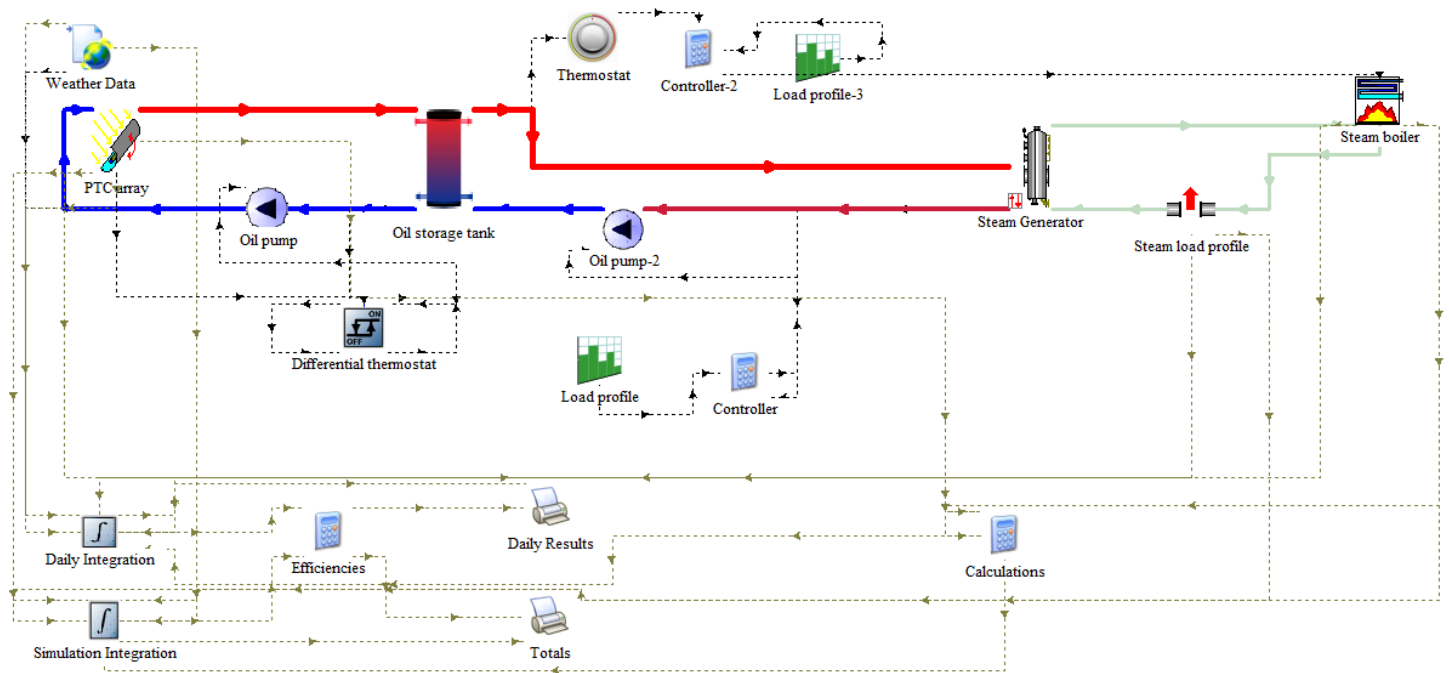 Thermostat
Controller-2
Load profile-3
Weather Data
Steam boiler
PTC array
Oil pump
Oil storage tank
Oil pump-2
Steam Generator
Steam load profile
ON
OFF
Differential thermostat
Load profile
Controller
Daily Integration
Efficiencies
Daily Results
Calculations
Simulation Integration
Totals